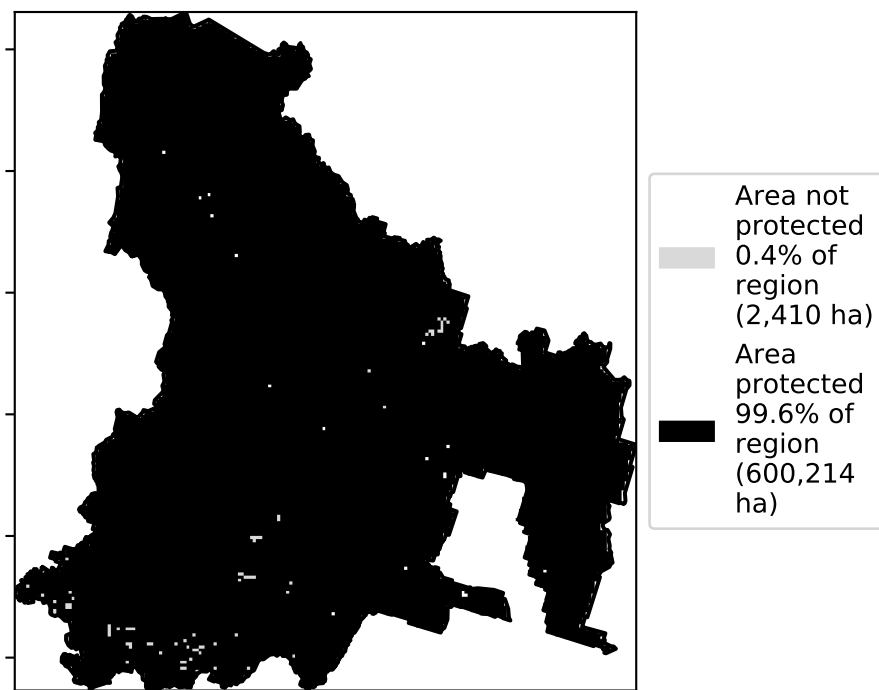 Area not
protected
0.4% of
region
(2,410 ha)
Area
protected
99.6% of
region
(600,214
ha)